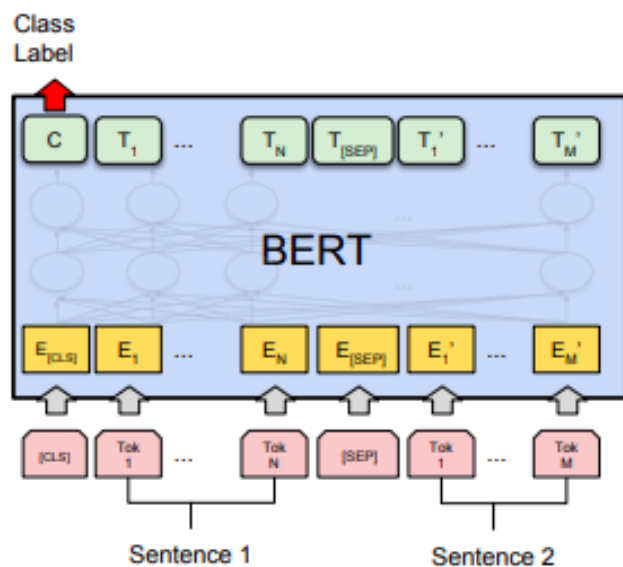 Class
Label
C T1 ... TN T[SEP] T1' ... TM'
...
BERT
...
E[CLS] E1 ... EN E[SEP] E1' ... EM'
[CLS] Tok 1 ... Tok N [SEP] Tok 1 ... Tok M
Sentence 1 Sentence 2